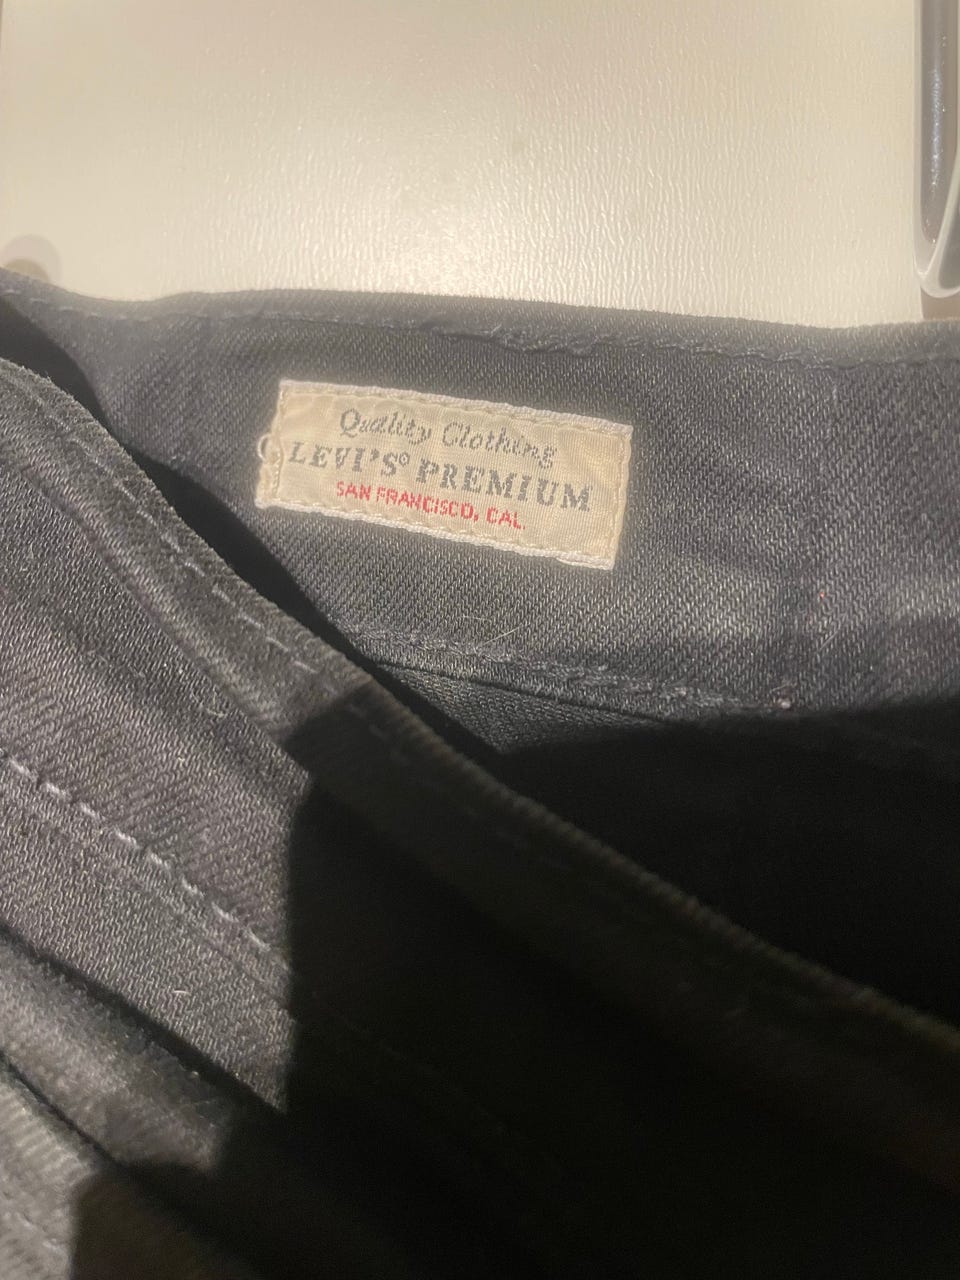 Quality Clothing
LEVI'S® PREMIUM
SAN FRANCISCO, CAL.